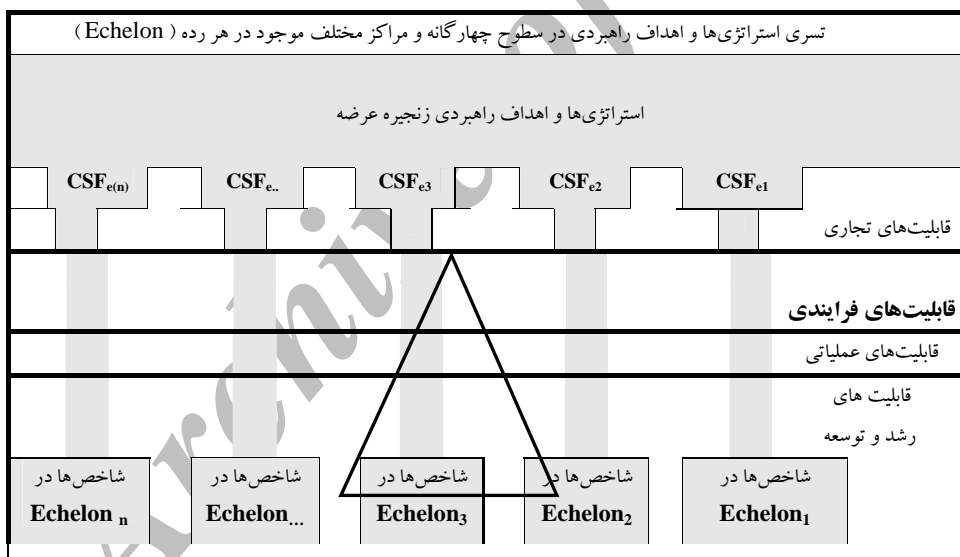 تسری استراتژی‌ها و اهداف راهبردی در سطوح چهارگانه و مراکز مختلف موجود در هر رده ( Echelon )
استراتژی‌ها و اهداف راهبردی زنجیره عرضه
CSFe1 CSFe2 CSFe3 CSFe.. CSFe(n)
قابلیت‌های تجاری
قابلیت‌های فرایندی
قابلیت‌های عملیاتی
قابلیت های
رشد و توسعه
شاخص‌ها در شاخص‌ها در شاخص‌ها در شاخص‌ها در شاخص‌ها در
Echelon1 Echelon2 Echelon3 Echelon... Echelon n